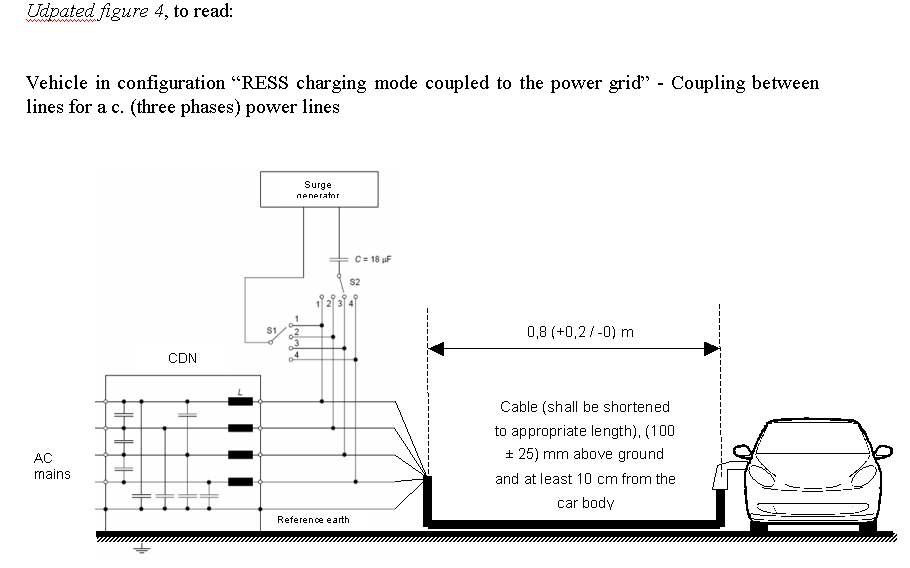 Udpated figure 4, to read:
Vehicle in configuration “RESS charging mode coupled to the power grid” - Coupling between
lines for a c. (three phases) power lines
Surge
generator
C = 18 µF
S2
1 2 3 4
S1
1
2
3
4
0,8 (+0,2 / -0) m
CDN
L
Cable (shall be shortened
to appropriate length), (100
± 25) mm above ground
and at least 10 cm from the
car body
AC
mains
Reference earth